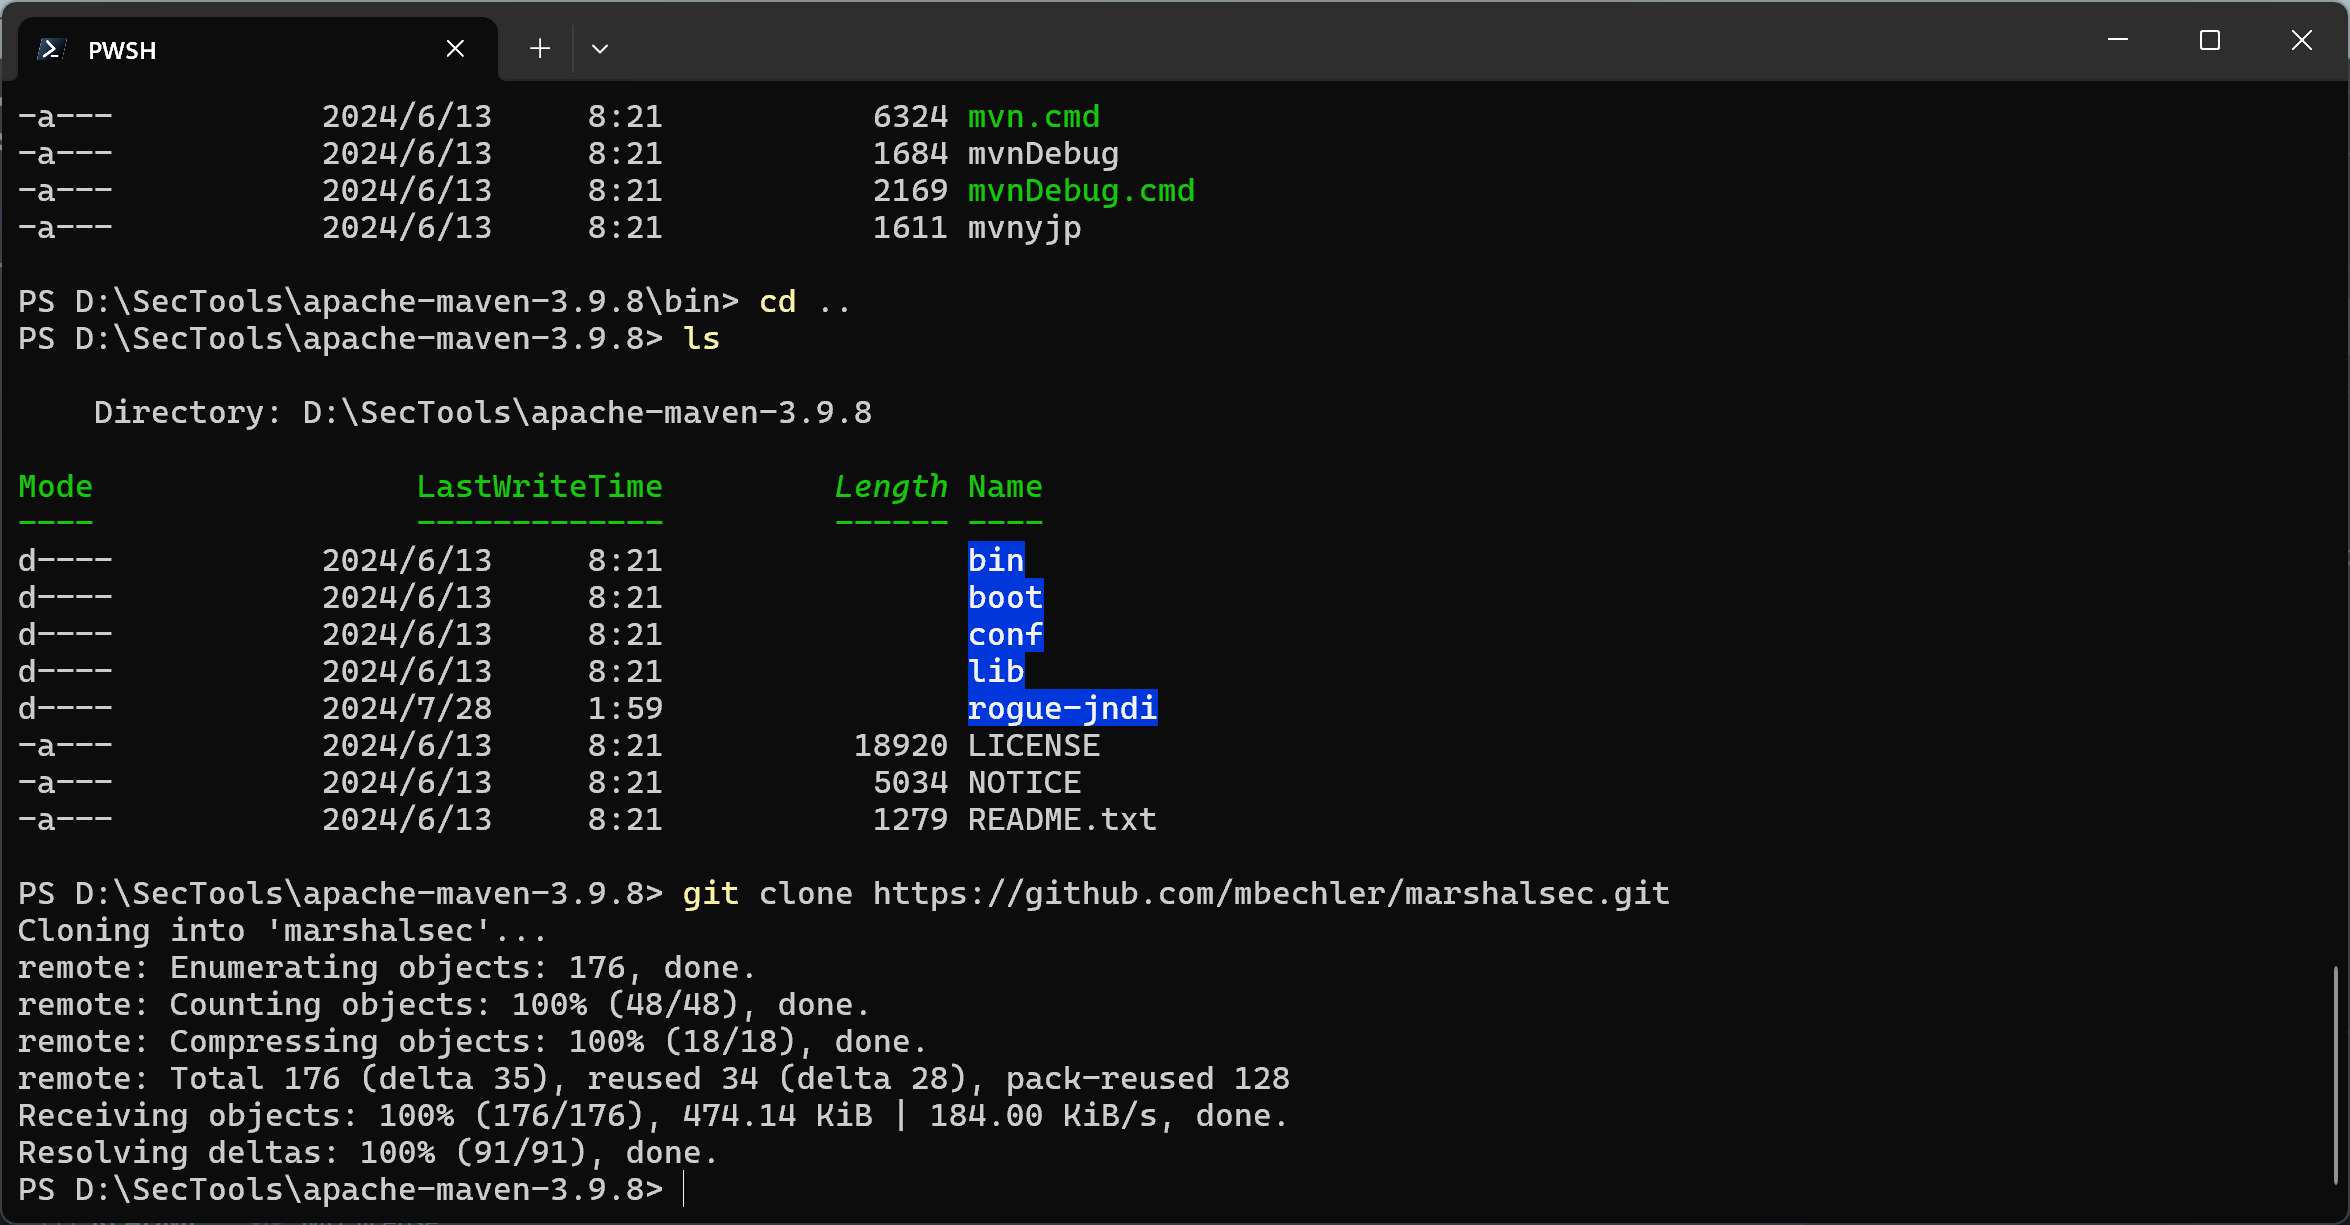 PWSH
-a--- 2024/6/13 8:21 6324 mvn.cmd
-a--- 2024/6/13 8:21 1684 mvnDebug
-a--- 2024/6/13 8:21 2169 mvnDebug.cmd
-a--- 2024/6/13 8:21 1611 mvnyjp
PS D:\SecTools\apache-maven-3.9.8\bin> cd ..
PS D:\SecTools\apache-maven-3.9.8> ls
Directory: D:\SecTools\apache-maven-3.9.8
Mode LastWriteTime Length Name
---- ------------- ------ ----
d---- 2024/6/13 8:21 bin
d---- 2024/6/13 8:21 boot
d---- 2024/6/13 8:21 conf
d---- 2024/6/13 8:21 lib
d---- 2024/7/28 1:59 rogue-jndi
-a--- 2024/6/13 8:21 18920 LICENSE
-a--- 2024/6/13 8:21 5034 NOTICE
-a--- 2024/6/13 8:21 1279 README.txt
PS D:\SecTools\apache-maven-3.9.8> git clone https://github.com/mbechler/marshalsec.git
Cloning into 'marshalsec'...
remote: Enumerating objects: 176, done.
remote: Counting objects: 100% (48/48), done.
remote: Compressing objects: 100% (18/18), done.
remote: Total 176 (delta 35), reused 34 (delta 28), pack-reused 128
Receiving objects: 100% (176/176), 474.14 KiB | 184.00 KiB/s, done.
Resolving deltas: 100% (91/91), done.
PS D:\SecTools\apache-maven-3.9.8>